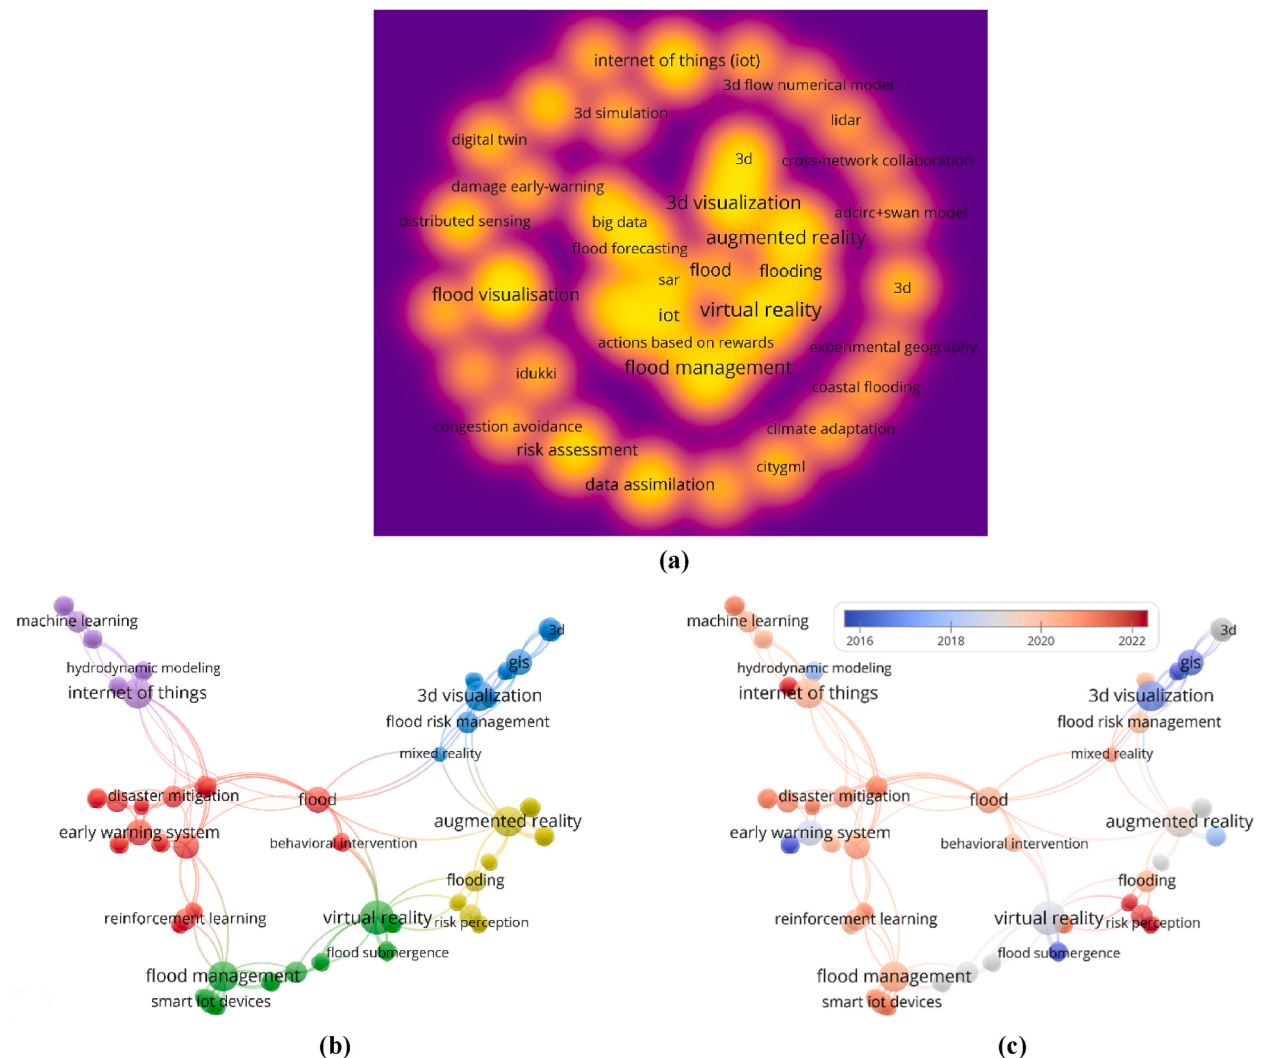 internet of things (iot)
3d flow numerical model
3d simulation
lidar
digital twin
3d
cross-network collaboration
damage early-warning
3d visualization
distributed sensing
big data
adcirc+swan model
augmented reality
flood forecasting
flood
flooding
sar
3d
flood visualisation
iot
virtual reality
actions based on rewards
experimental geography
flood management
idukki
coastal flooding
congestion avoidance
climate adaptation
risk assessment
citygml
data assimilation
(a)
machine learning
3d
gis
hydrodynamic modeling
internet of things
3d visualization
flood risk management
mixed reality
disaster mitigation
flood
augmented reality
early warning system
behavioral intervention
flooding
reinforcement learning
virtual reality
risk perception
flood submergence
flood management
smart iot devices
(b)
2016
2018
2020
2022
machine learning
3d
gis
hydrodynamic modeling
internet of things
3d visualization
flood risk management
mixed reality
disaster mitigation
flood
augmented reality
early warning system
behavioral intervention
flooding
reinforcement learning
virtual reality
risk perception
flood submergence
flood management
smart iot devices
(c)